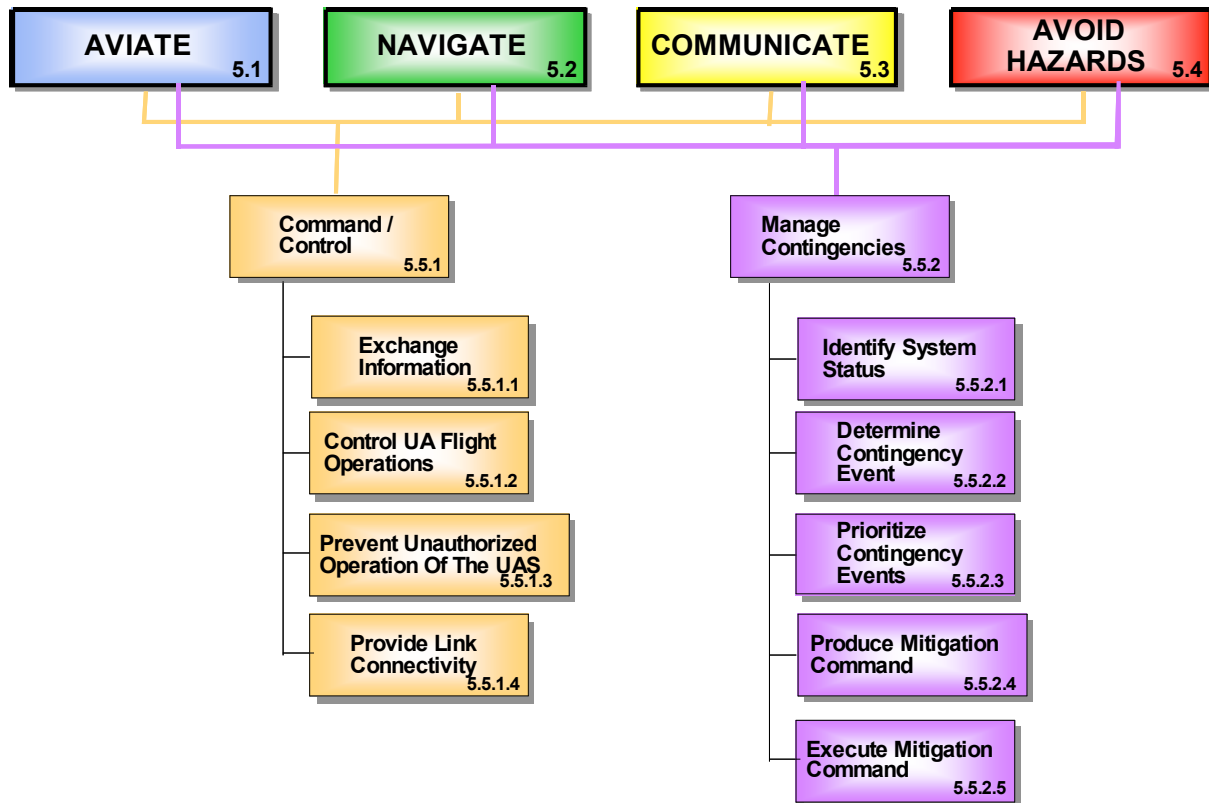 AVIATE
5.1
NAVIGATE
5.2
COMMUNICATE
5.3
AVOID
HAZARDS
5.4
Command /
Control
5.5.1
Exchange
Information
5.5.1.1
Control UA Flight
Operations
5.5.1.2
Prevent Unauthorized
Operation Of The UAS
5.5.1.3
Provide Link
Connectivity
5.5.1.4
Manage
Contingencies
5.5.2
Identify System
Status
5.5.2.1
Determine
Contingency
Event
5.5.2.2
Prioritize
Contingency
Events
5.5.2.3
Produce Mitigation
Command
5.5.2.4
Execute Mitigation
Command
5.5.2.5